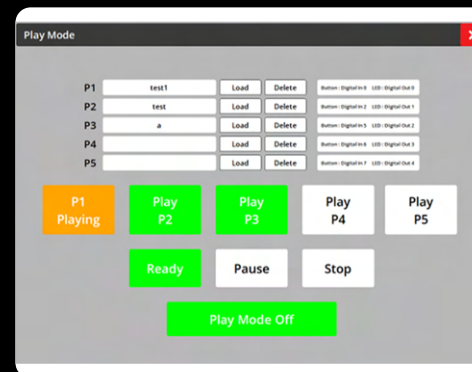 Play Mode
P1 test1 Load Delete Button : Digital In 0 LED : Digital Out 0
P2 test Load Delete Button : Digital In 2 LED : Digital Out 1
P3 a Load Delete Button : Digital In 5 LED : Digital Out 2
P4 Load Delete Button : Digital In 6 LED : Digital Out 3
P5 Load Delete Button : Digital In 7 LED : Digital Out 4
P1 Playing
Play P2
Play P3
Play P4
Play P5
Ready Pause Stop
Play Mode Off